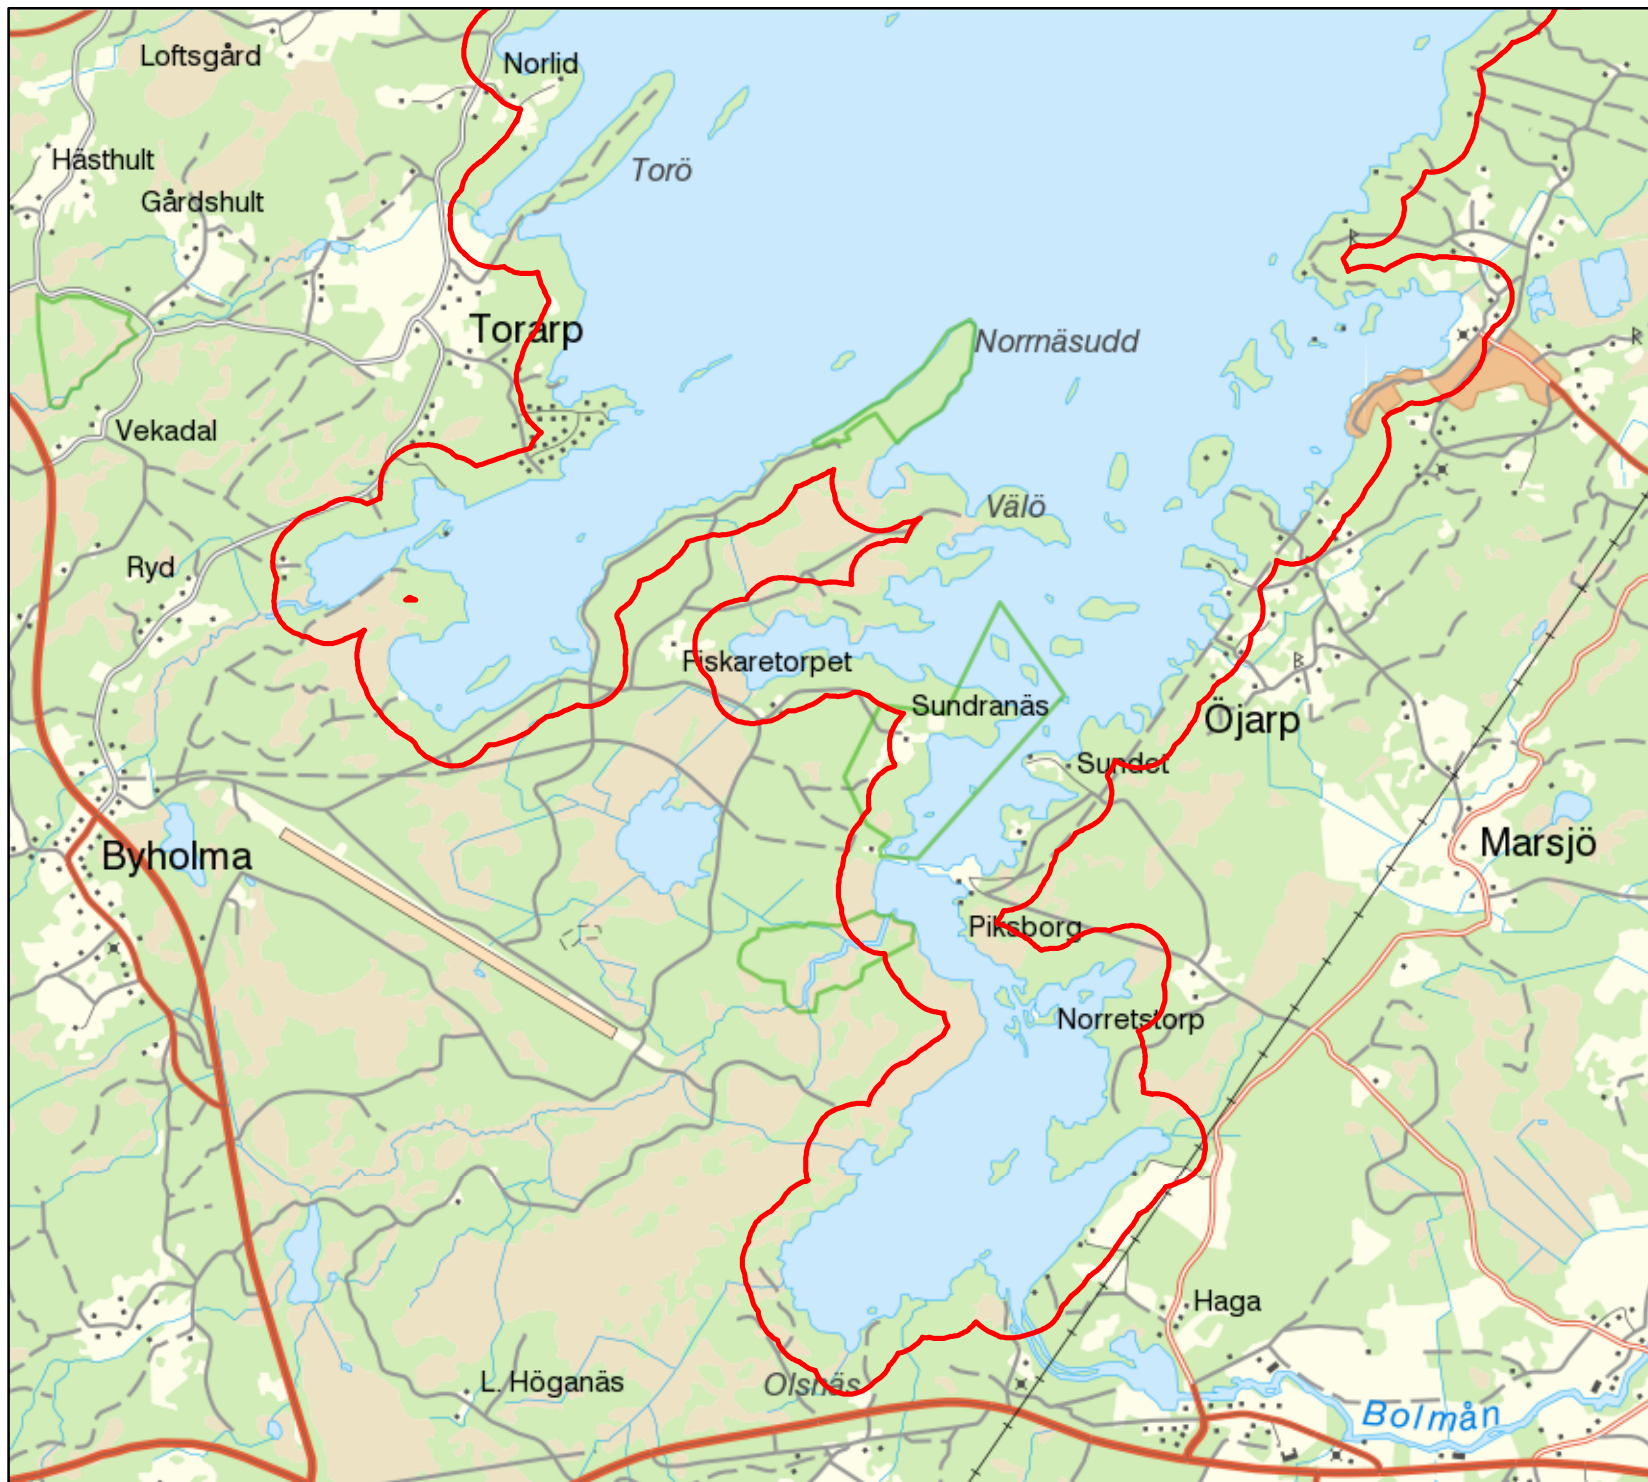 Loftsgård
Norlid
Hästhult
Torö
Gårdshult
Torarp
Norrnäsudd
Vekadal
Välö
Ryd
Fiskaretorpet
Sundranäs
Öjarp
Sundet
Byholma
Marsjö
Piksborg
Norretstorp
Haga
L. Höganäs
Olsnäs
Bolmån
R
R
R